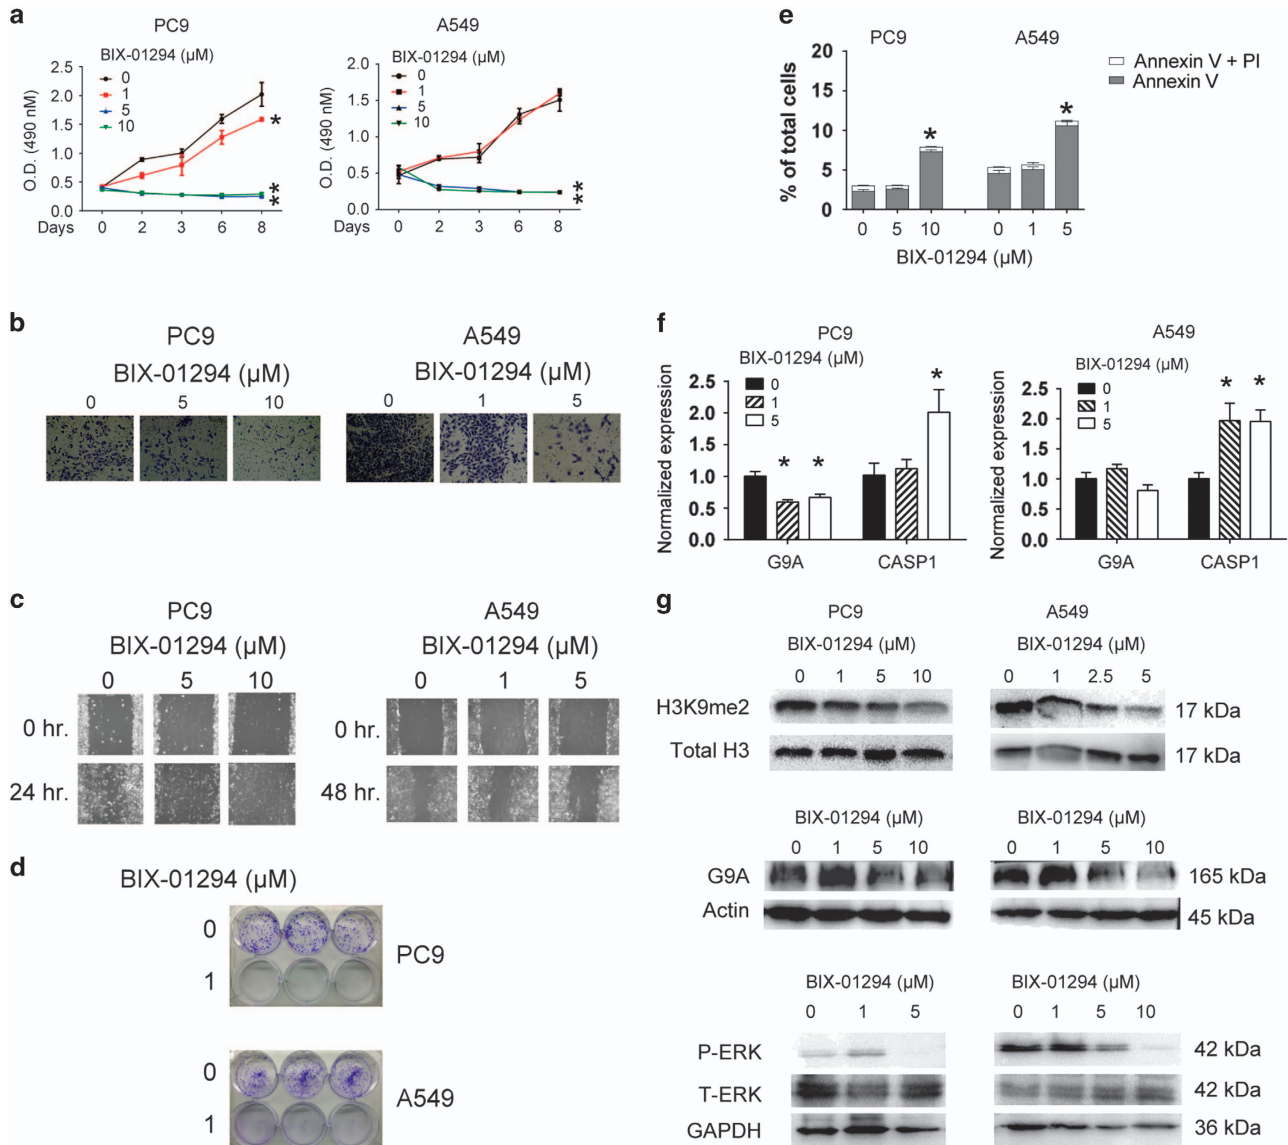 a
PC9
BIX-01294 (µM)
0
1
5
10
O.D. (490 nM)
2.5
2.0
1.5
1.0
0.5
0.0
*
*
*
Days 0 2 3 6 8
A549
BIX-01294 (µM)
0
1
5
10
O.D. (490 nM)
2.0
1.5
1.0
0.5
0.0
*
*
Days 0 2 3 6 8
b
PC9
BIX-01294 (µM)
0 5 10
A549
BIX-01294 (µM)
0 1 5
c
PC9
BIX-01294 (µM)
0 5 10
0 hr.
24 hr.
A549
BIX-01294 (µM)
0 1 5
0 hr.
48 hr.
d
BIX-01294 (µM)
0
1
PC9
0
1
A549
e
PC9 A549
Annexin V + PI
Annexin V
% of total cells
20
15
10
5
0
* *
0 5 10 0 1 5
BIX-01294 (µM)
f
PC9
BIX-01294 (µM)
0
1
5
Normalized expression
2.5
2.0
1.5
1.0
0.5
0.0
* * *
G9A CASP1
A549
BIX-01294 (µM)
0
1
5
Normalized expression
2.5
2.0
1.5
1.0
0.5
0.0
* *
G9A CASP1
g
PC9 A549
BIX-01294 (µM) BIX-01294 (µM)
0 1 5 10 0 1 2.5 5
H3K9me2 17 kDa
Total H3 17 kDa
BIX-01294 (µM) BIX-01294 (µM)
0 1 5 10 0 1 5 10
G9A 165 kDa
Actin 45 kDa
BIX-01294 (µM) BIX-01294 (µM)
0 1 5 0 1 5 10
P-ERK 42 kDa
T-ERK 42 kDa
GAPDH 36 kDa